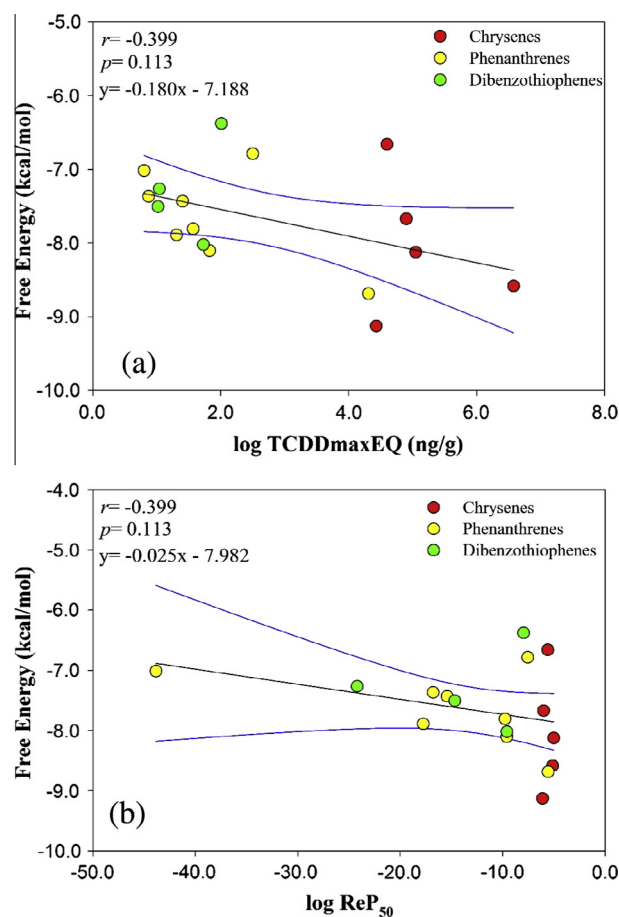 -5.0
r= -0.399
p= 0.113
y= -0.180x - 7.188
Chrysenes
Phenanthrenes
Dibenzothiophenes
-6.0
-7.0
-8.0
-9.0
-10.0
Free Energy (kcal/mol)
(a)
0.0 2.0 4.0 6.0 8.0
log TCDDmaxEQ (ng/g)
-4.0
r= -0.399
p= 0.113
y= -0.025x - 7.982
Chrysenes
Phenanthrenes
Dibenzothiophenes
-5.0
-6.0
-7.0
-8.0
-9.0
-10.0
Free Energy (kcal/mol)
(b)
-50.0 -40.0 -30.0 -20.0 -10.0 0.0
log ReP50